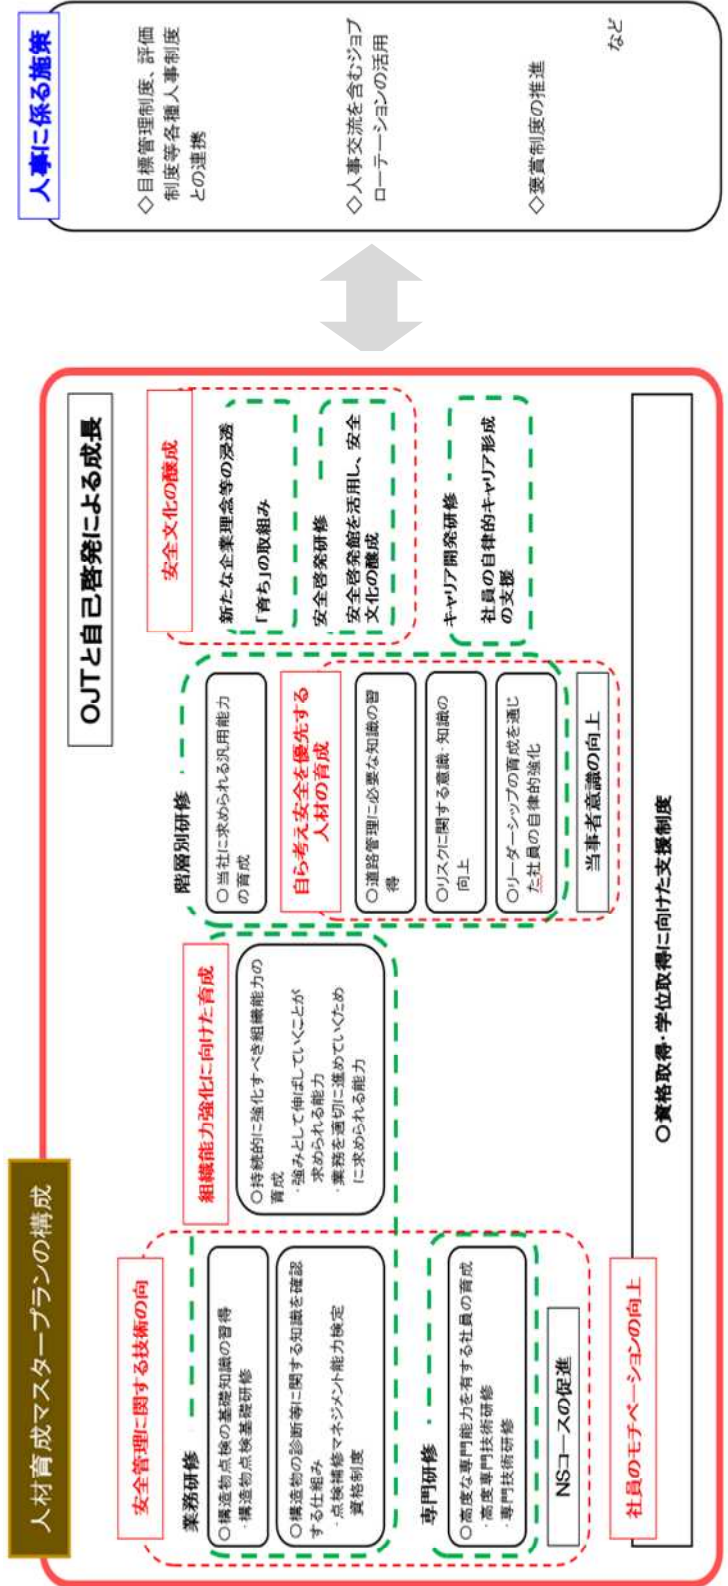 人材育成マスタープランの構成
OJTと自己啓発による成長
安全管理に関する技術の向
業務研修
〇構造物点検の基礎知識の習得
・構造物点検基礎研修
〇構造物の診断等に関する知識を確認
する仕組み
・点検補修マネジメント能力検定
資格制度
専門研修
〇高度な専門能力を有する社員の育成
・高度専門技術研修
・専門技術研修
NSコースの促進
組織能力強化に向けた育成
〇持続的に強化すべき組織能力の
育成
・強みとして伸ばしていくことが
求められる能力
・業務を適切に進めていくため
に求められる能力
階層別研修
〇当社に求められる汎用能力
の育成
自ら考え安全を優先する
人材の育成
〇道路管理に必要な知識の習
得
〇リスクに関する意識・知識の
向上
〇リーダーシップの育成を通じ
た社員の自律的強化
当事者意識の向上
安全文化の醸成
新たな企業理念等の浸透
「育ち」の取組み
安全啓発研修
安全啓発館を活用し、安全
文化の醸成
キャリア開発研修
社員の自律的キャリア形成
の支援
社員のモチベーションの向上
〇資格取得・学位取得に向けた支援制度
人事に係る施策
◇目標管理制度、評価
制度等各種人事制度
との連携
◇人事交流を含むジョブ
ローテーションの活用
◇褒賞制度の推進
など